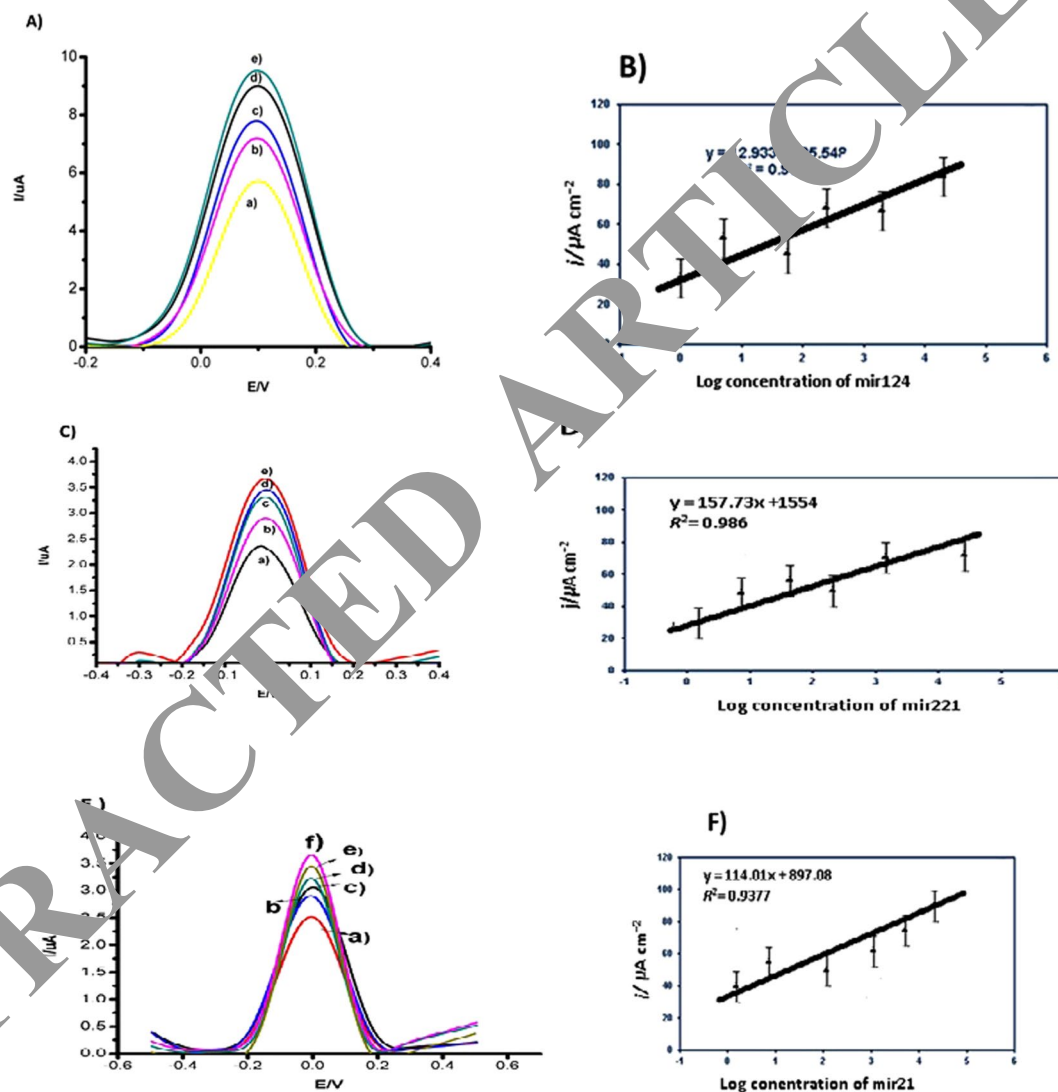 A)
10
8
6
4
2
0
-0.2 0.0 0.2 0.4
I/uA
E/V
e)
d)
c)
b)
a)
B)
120
100
80
60
40
20
0 1 2 3 4 5 6
j/µA cm-2
Log concentration of mir124
C)
4.0
3.5
3.0
2.5
2.0
1.5
1.0
0.5
-0.4 -0.3 -0.2 0.1 0.2 0.3 0.4
I/uA
e)
d)
c
b)
a)
120
100
80
60
40
20
0
-1 0 1 2 3 4 5
y = 157.73x +1554
R2= 0.986
j/µA cm-2
Log concentration of mir221
3.5
3.0
2.5
2.0
1.5
1.0
0.5
0.0
-0.6 -0.4 -0.2 0.0 0.2 0.4 0.6
I/uA
E/V
f)
e)
d)
c)
b
a)
F)
120
100
80
60
40
20
0
-1 0 1 2 3 4 5 6
y = 114.01x + 897.08
R2= 0.9377
j/ µA cm-2
Log conentration of mir21
RACTED ARTICLE